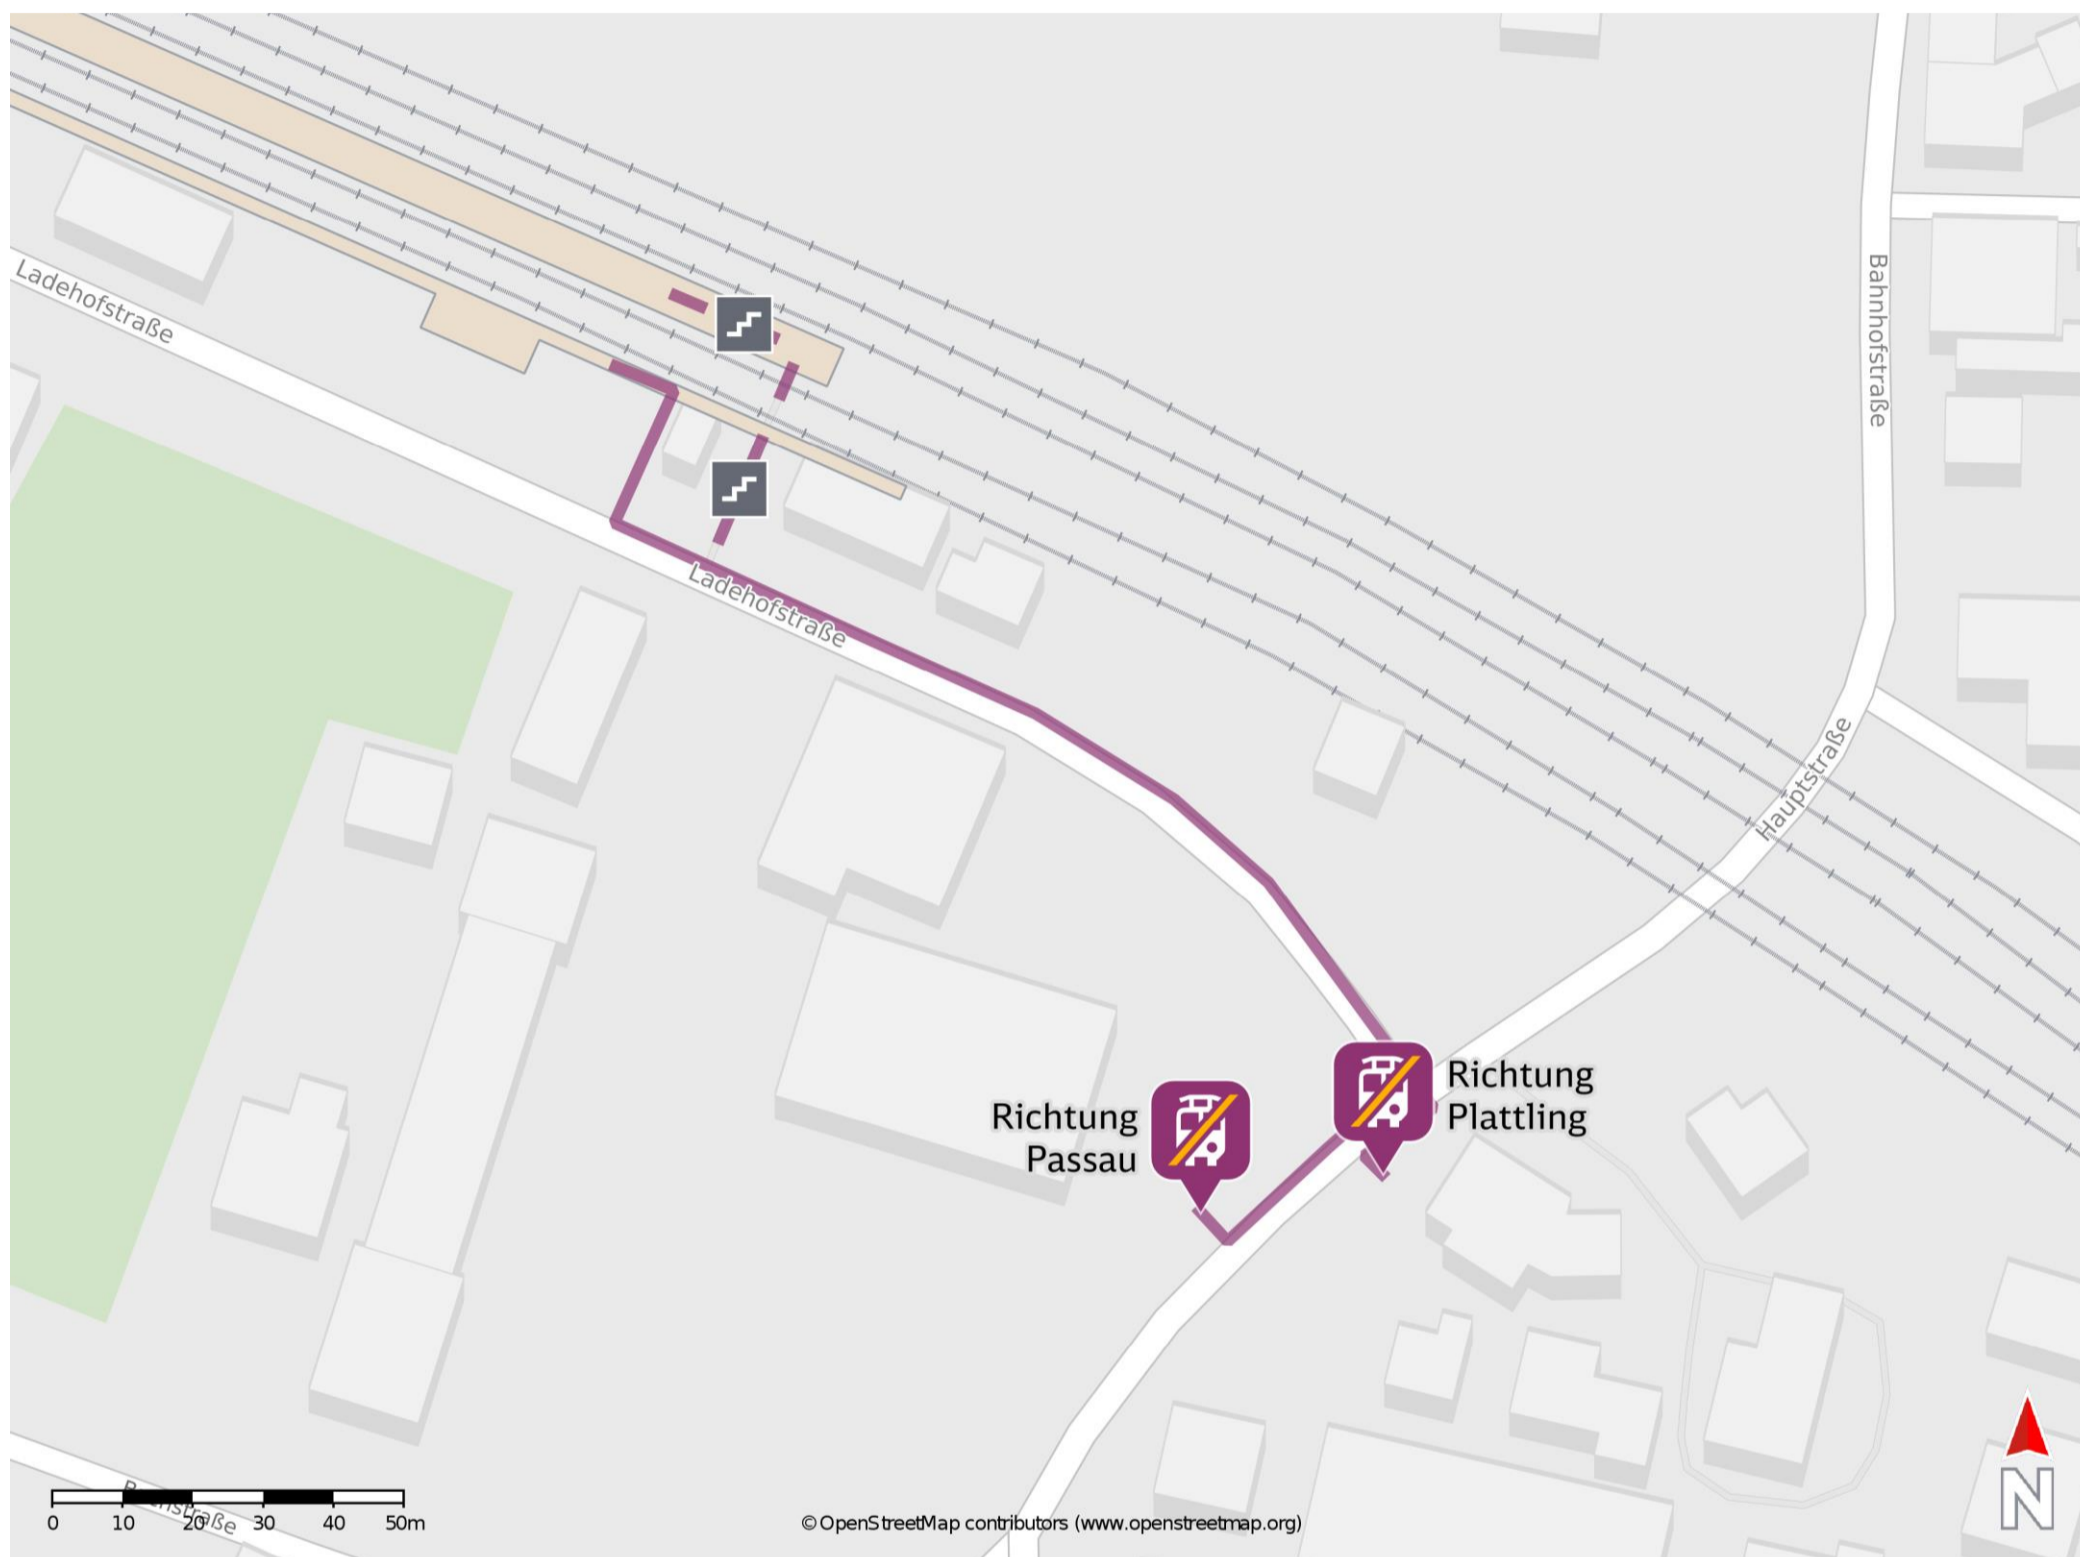 Ladehofstraße
Bahnhofstraße
Ladehofstraße
Hauptstraße
Richtung
Plattling
Richtung
Passau
0 10 20 30 40 50m
© OpenStreetMap contributors (www.openstreetmap.org)
N